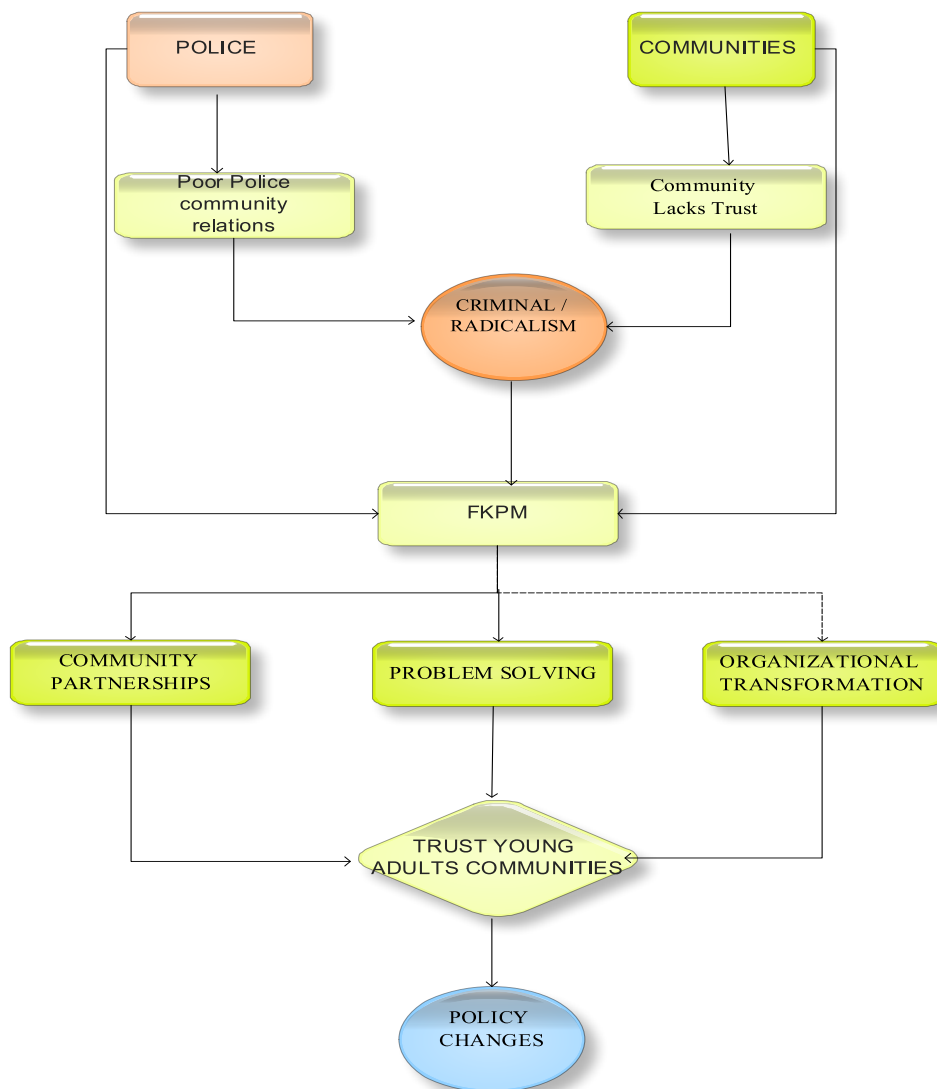 POLICE
COMMUNITIES
Poor Police
community
relations
Community
Lacks Trust
CRIMINAL /
RADICALISM
FKPM
COMMUNITY
PARTNERSHIPS
PROBLEM SOLVING
ORGANIZATIONAL
TRANSFORMATION
TRUST YOUNG
ADULTS COMMUNITIES
POLICY
CHANGES